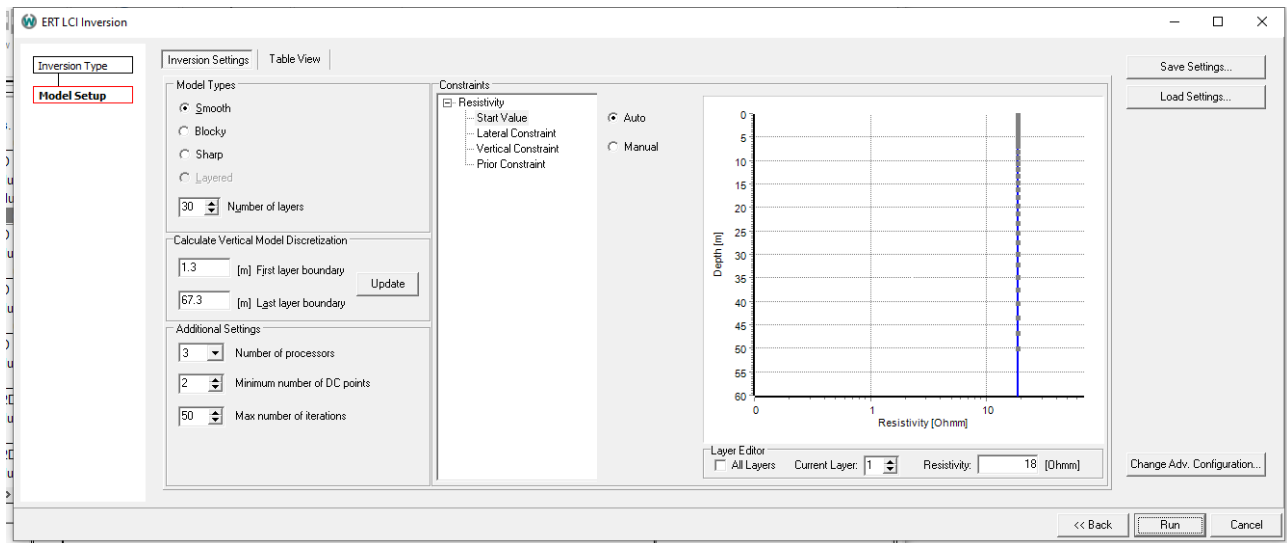 ERT LCI Inversion
Inversion Type
Model Setup
Inversion Settings
Table View
Model Types
Smooth
Blocky
Sharp
Layered
30 Number of layers
Calculate Vertical Model Discretization
1.3 [m] First layer boundary
67.3 [m] Last layer boundary
Update
Additional Settings
3 Number of processors
2 Minimum number of DC points
50 Max number of iterations
Constraints
Resistivity
Start Value
Lateral Constraint
Vertical Constraint
Prior Constraint
Auto
Manual
Depth [m]
0
5
10
15
20
25
30
35
40
45
50
55
60
0 1 10
Resistivity [Ohmm]
Layer Editor
All Layers Current Layer: 1 Resistivity: 18 [Ohmm]
Save Settings...
Load Settings...
Change Adv. Configuration...
<< Back Run Cancel